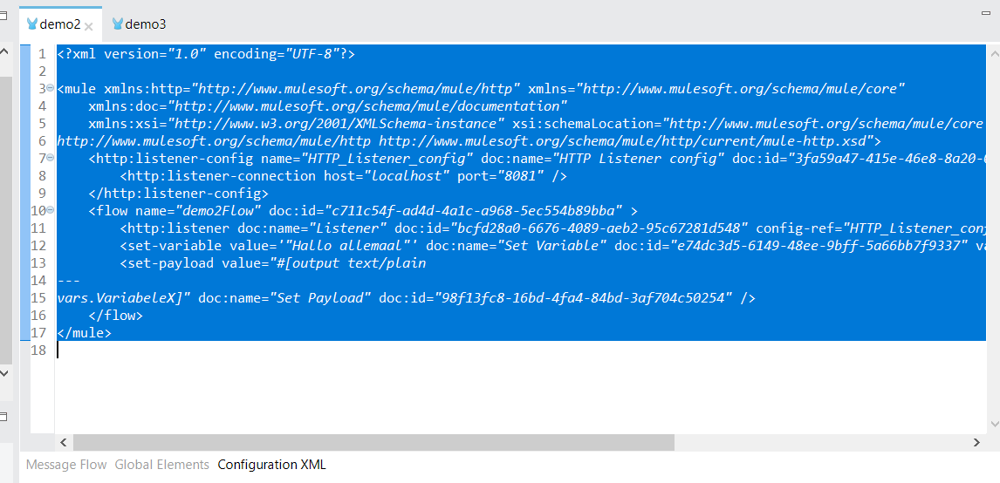 demo2 demo3
1 <?xml version="1.0" encoding="UTF-8"?>
2
3 <mule xmlns:http="http://www.mulesoft.org/schema/mule/http" xmlns="http://www.mulesoft.org/schema/mule/core"
4 xmlns:doc="http://www.mulesoft.org/schema/mule/documentation"
5 xmlns:xsi="http://www.w3.org/2001/XMLSchema-instance" xsi:schemaLocation="http://www.mulesoft.org/schema/mule/core
6 http://www.mulesoft.org/schema/mule/http http://www.mulesoft.org/schema/mule/http/current/mule-http.xsd">
7 <http:listener-config name="HTTP_Listener_config" doc:name="HTTP Listener config" doc:id="3fa59a47-415e-46e8-8a20-
8 <http:listener-connection host="localhost" port="8081" />
9 </http:listener-config>
10 <flow name="demo2Flow" doc:id="c711c54f-ad4d-4a1c-a968-5ec554b89bba" >
11 <http:listener doc:name="Listener" doc:id="bcfd28a0-6676-4089-aeb2-95c67281d548" config-ref="HTTP_Listener_con
12 <set-variable value='"Hallo allemaal"' doc:name="Set Variable" doc:id="e74dc3d5-6149-48ee-9bff-5a66bb7f9337" va
13 <set-payload value="#[output text/plain
14 ---
15 vars.VariabeleX]" doc:name="Set Payload" doc:id="98f13fc8-16bd-4fa4-84bd-3af704c50254" />
16 </flow>
17 </mule>
18
Message Flow Global Elements Configuration XML